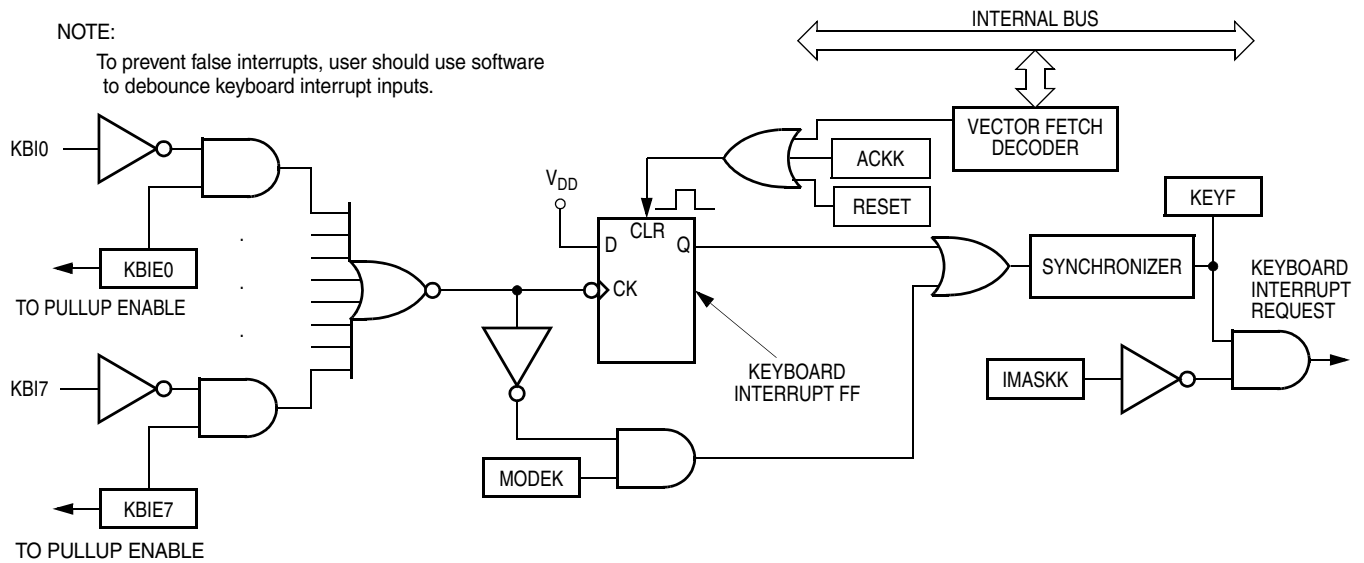 NOTE:
To prevent false interrupts, user should use software
to debounce keyboard interrupt inputs.
INTERNAL BUS
VECTOR FETCH
DECODER
ACKK
RESET
KBI0
KBIE0
TO PULLUP ENABLE
VDD
CLR
D
Q
CK
KEYBOARD
INTERRUPT FF
SYNCHRONIZER
KEYF
KEYBOARD
INTERRUPT
REQUEST
IMASKK
KBI7
KBIE7
TO PULLUP ENABLE
MODEK